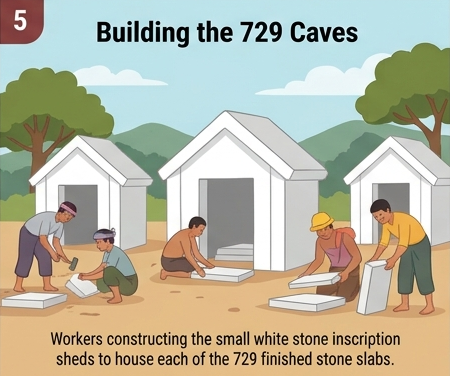 5
Building the 729 Caves
Workers constructing the small white stone inscription
sheds to house each of the 729 finished stone slabs.